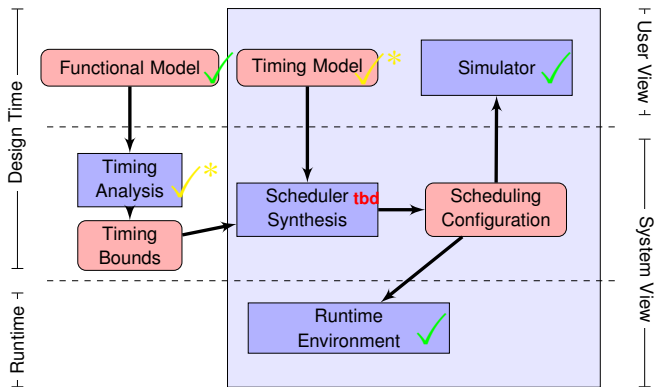 Functional Model
Timing Model *
Simulator
User View
Design Time
Timing
Analysis *
Scheduler
Synthesis
tbd
Scheduling
Configuration
Timing
Bounds
System View
Runtime
Runtime
Environment